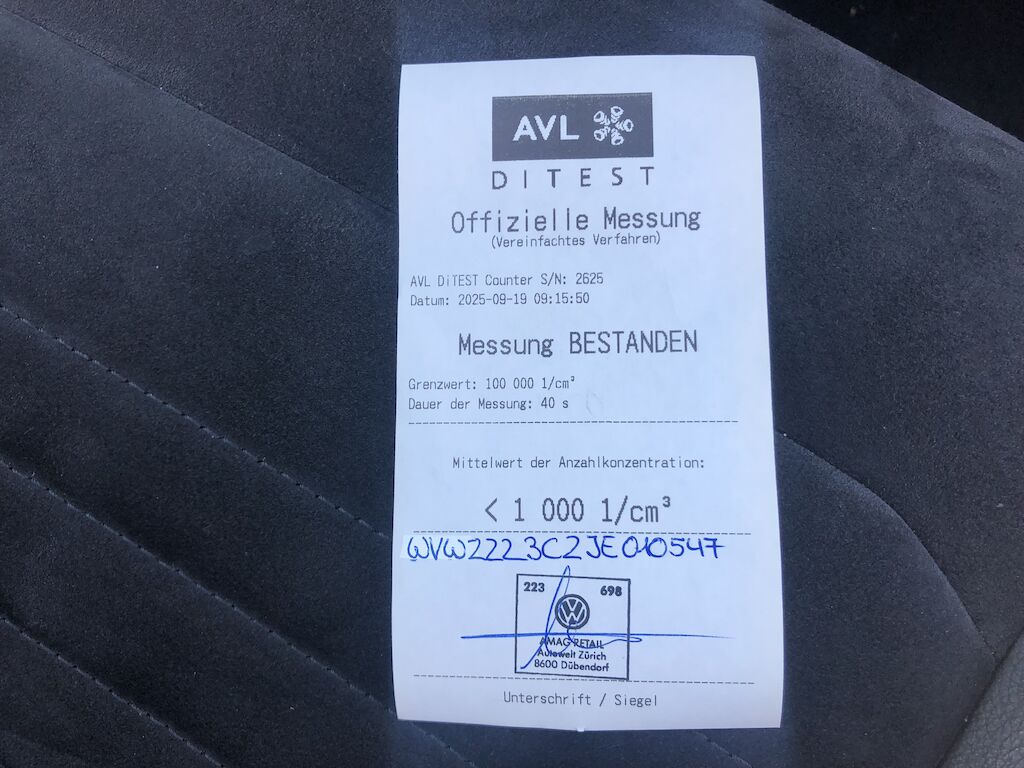 AVL
DITEST
Offizielle Messung
(Vereinfachtes Verfahren)
AVL DiTEST Counter S/N: 2625
Datum: 2025-09-19 09:15:50
Messung BESTANDEN
Grenzwert: 100 000 1/cm³
Dauer der Messung: 40 s
Mittelwert der Anzahlkonzentration:
< 1 000 1/cm³
WVWZZZ3CZJE010547
223 698
AMAG RETAIL
Autowelt Zürich
8600 Dübendorf
Unterschrift / Siegel